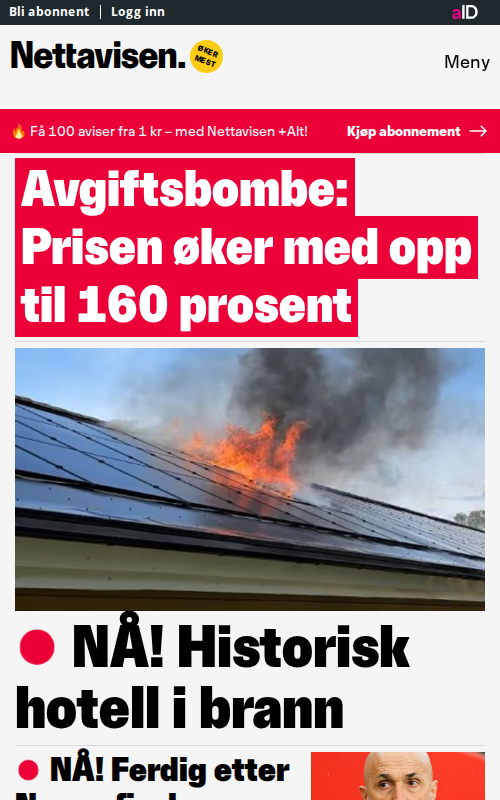 Bli abonnent | Logg inn
aID
Nettavisen.
ØKER
MEST
Meny
🔥 Få 100 aviser fra 1 kr – med Nettavisen +Alt!
Kjøp abonnement →
Avgiftsbombe:
Prisen øker med opp
til 160 prosent
NÅ! Historisk
hotell i brann
NÅ! Ferdig etter